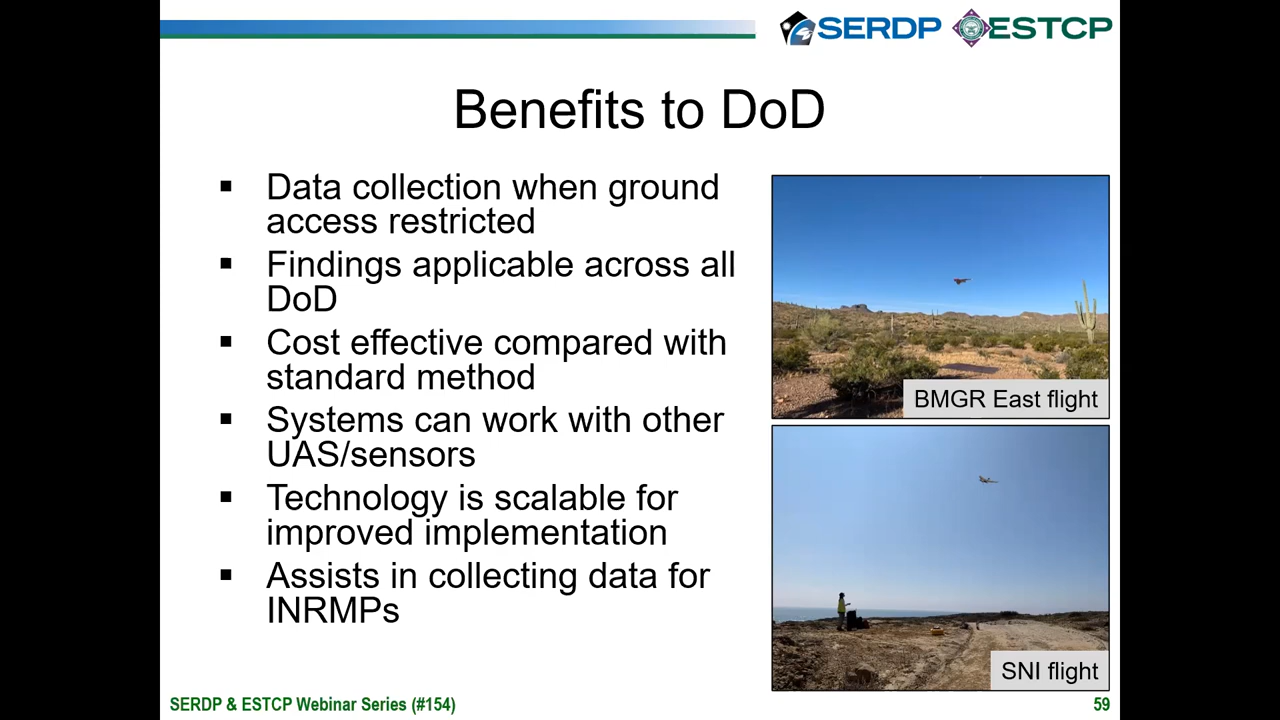 SERDP ESTCP
Benefits to DoD
▪ Data collection when ground
access restricted
▪ Findings applicable across all
DoD
▪ Cost effective compared with
standard method
▪ Systems can work with other
UAS/sensors
▪ Technology is scalable for
improved implementation
▪ Assists in collecting data for
INRMPs
BMGR East flight
SNI flight
SERDP & ESTCP Webinar Series (#154)
59